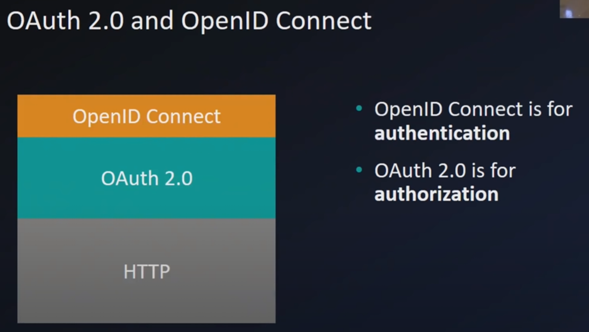 OAuth 2.0 and OpenID Connect
OpenID Connect
OAuth 2.0
HTTP
• OpenID Connect is for
authentication
• OAuth 2.0 is for
authorization